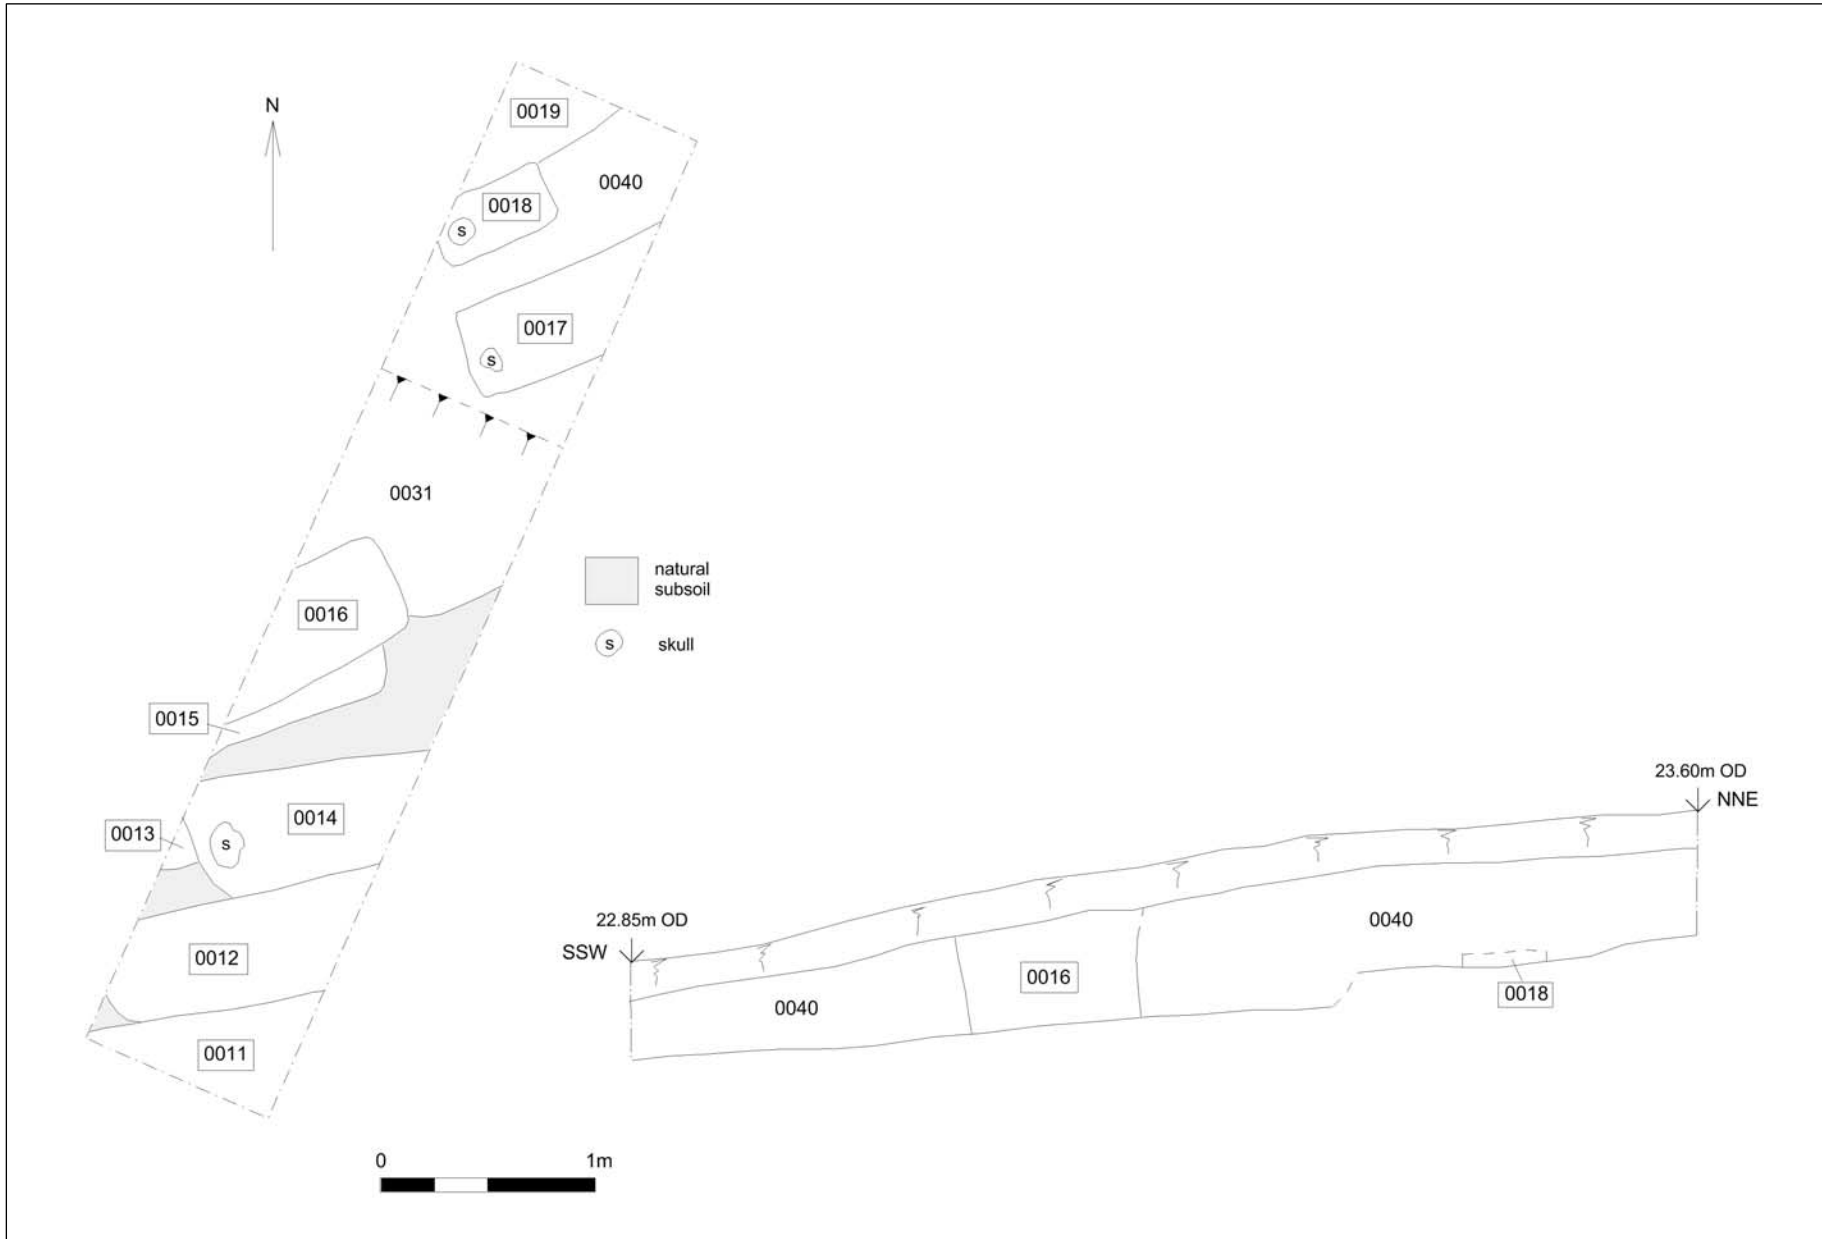 N
0019
0040
0018
s
0017
s
0031
0016
natural
subsoil
s
skull
0015
0014
0013
s
0012
0011
0
1m
23.60m OD
NNE
22.85m OD
SSW
0040
0016
0040
0018